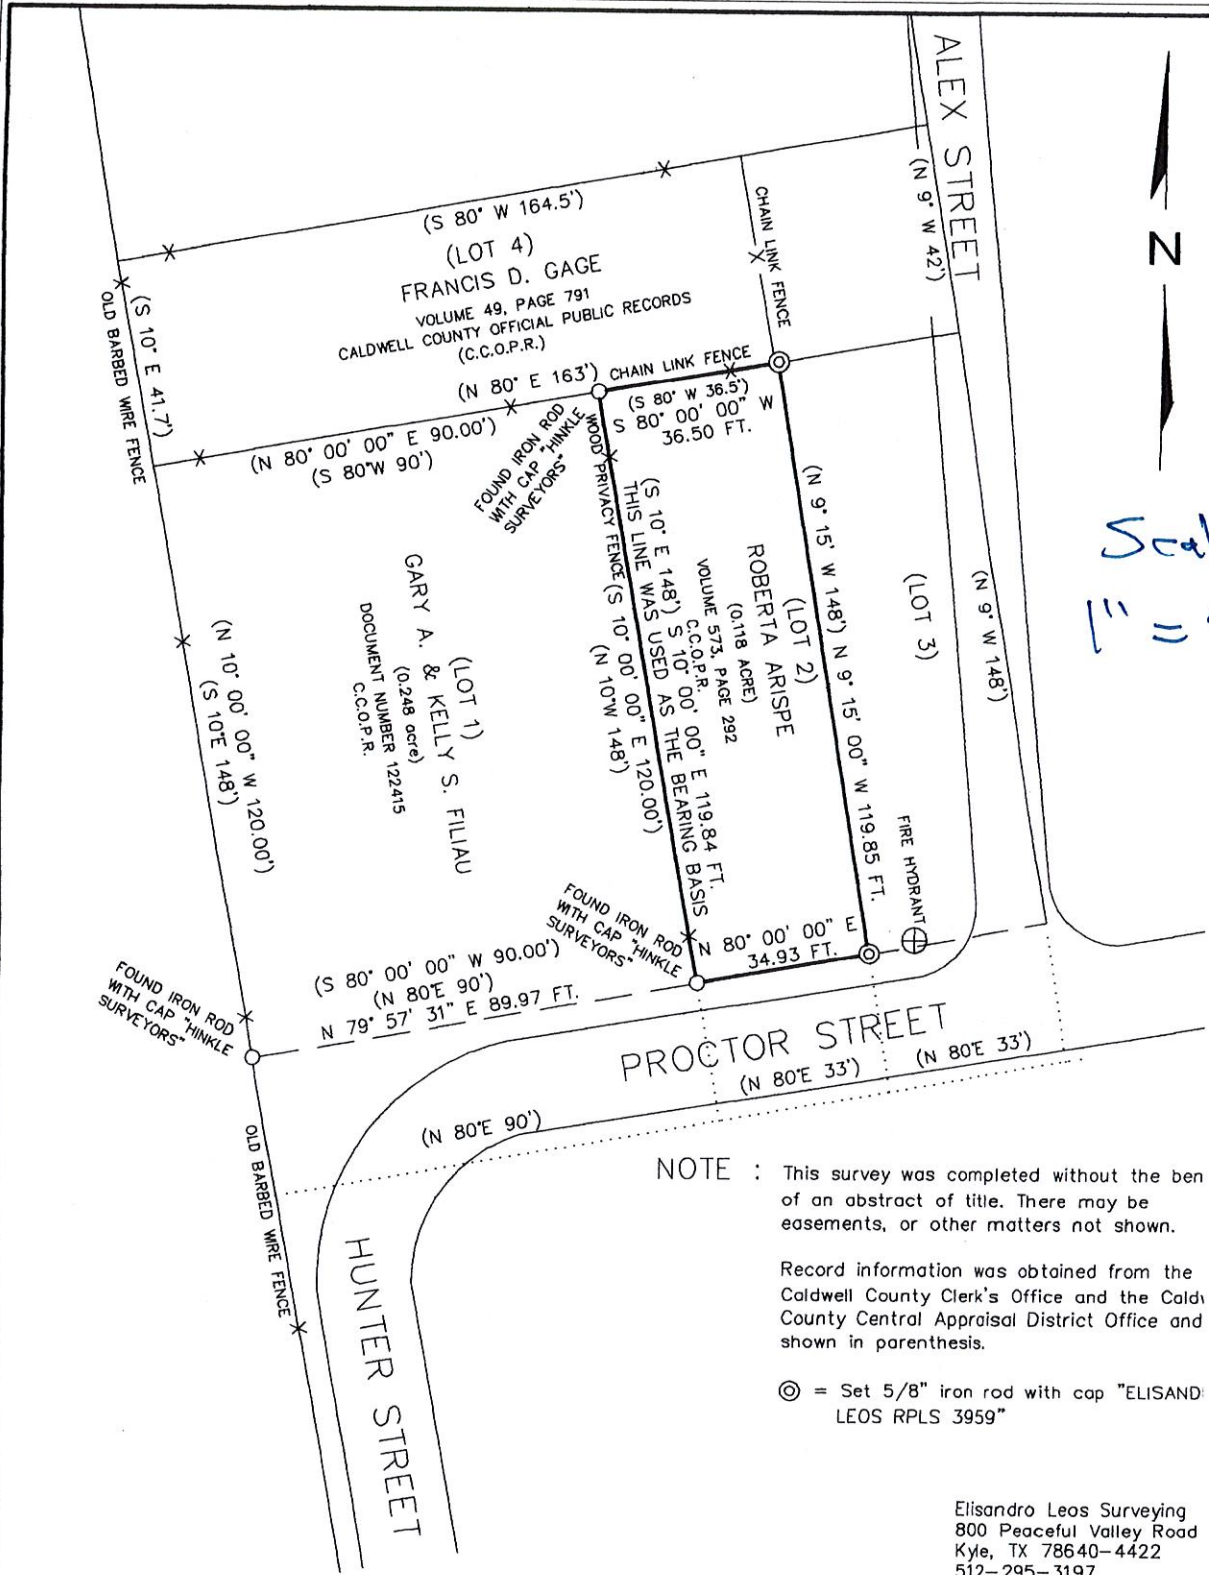 ALEX STREET
(N 9° W 42')
(S 80° W 164.5')
(LOT 4)
FRANCIS D. GAGE
VOLUME 49, PAGE 791
CALDWELL COUNTY OFFICIAL PUBLIC RECORDS
(C.C.O.P.R.)
CHAIN LINK FENCE
N
OLD BARBED WIRE FENCE
(S 10° E 41.7')
(N 80° E 163')
CHAIN LINK FENCE
(N 80° 00' 00" E 90.00')
(S 80°W 90')
FOUND IRON ROD
WITH CAP "HINKLE
SURVEYORS"
WOOD PRIVACY FENCE
(S 80° W 36.5')
S 80° 00' 00" W
36.50 FT.
(N 9° 15' W 148') N 9° 15' 00" W 119.85 FT.
(LOT 2)
ROBERTA ARISPE
(0.118 ACRE)
VOLUME 573, PAGE 292
C.C.O.P.R.
(S 10° E 148') S 10° 00' 00" E 119.84 FT.
THIS LINE WAS USED AS THE BEARING BASIS
(S 10° 00' 00" E 120.00')
(N 10°W 148')
(LOT 3)
(N 9° W 148')
1" =
(LOT 1)
GARY A. & KELLY S. FILIAU
(0.248 acre)
DOCUMENT NUMBER 122415
C.C.O.P.R.
(N 10° 00' 00" W 120.00')
(S 10°E 148')
FIRE HYDRANT
FOUND IRON ROD
WITH CAP "HINKLE
SURVEYORS"
N 80° 00' 00" E
34.93 FT.
(S 80° 00' 00" W 90.00')
(N 80°E 90')
N 79° 57' 31" E 89.97 FT.
FOUND IRON ROD
WITH CAP "HINKLE
SURVEYORS"
PROCTOR STREET
(N 80°E 33')
(N 80°E 33')
(N 80°E 90')
OLD BARBED WIRE FENCE
HUNTER STREET
NOTE : This survey was completed without the ben
of an abstract of title. There may be
easements, or other matters not shown.
Record information was obtained from the
Caldwell County Clerk's Office and the Cald
County Central Appraisal District Office and
shown in parenthesis.
◎ = Set 5/8" iron rod with cap "ELISAND
LEOS RPLS 3959"
Elisandro Leos Surveying
800 Peaceful Valley Road
Kyle, TX 78640-4422
512-295-3197